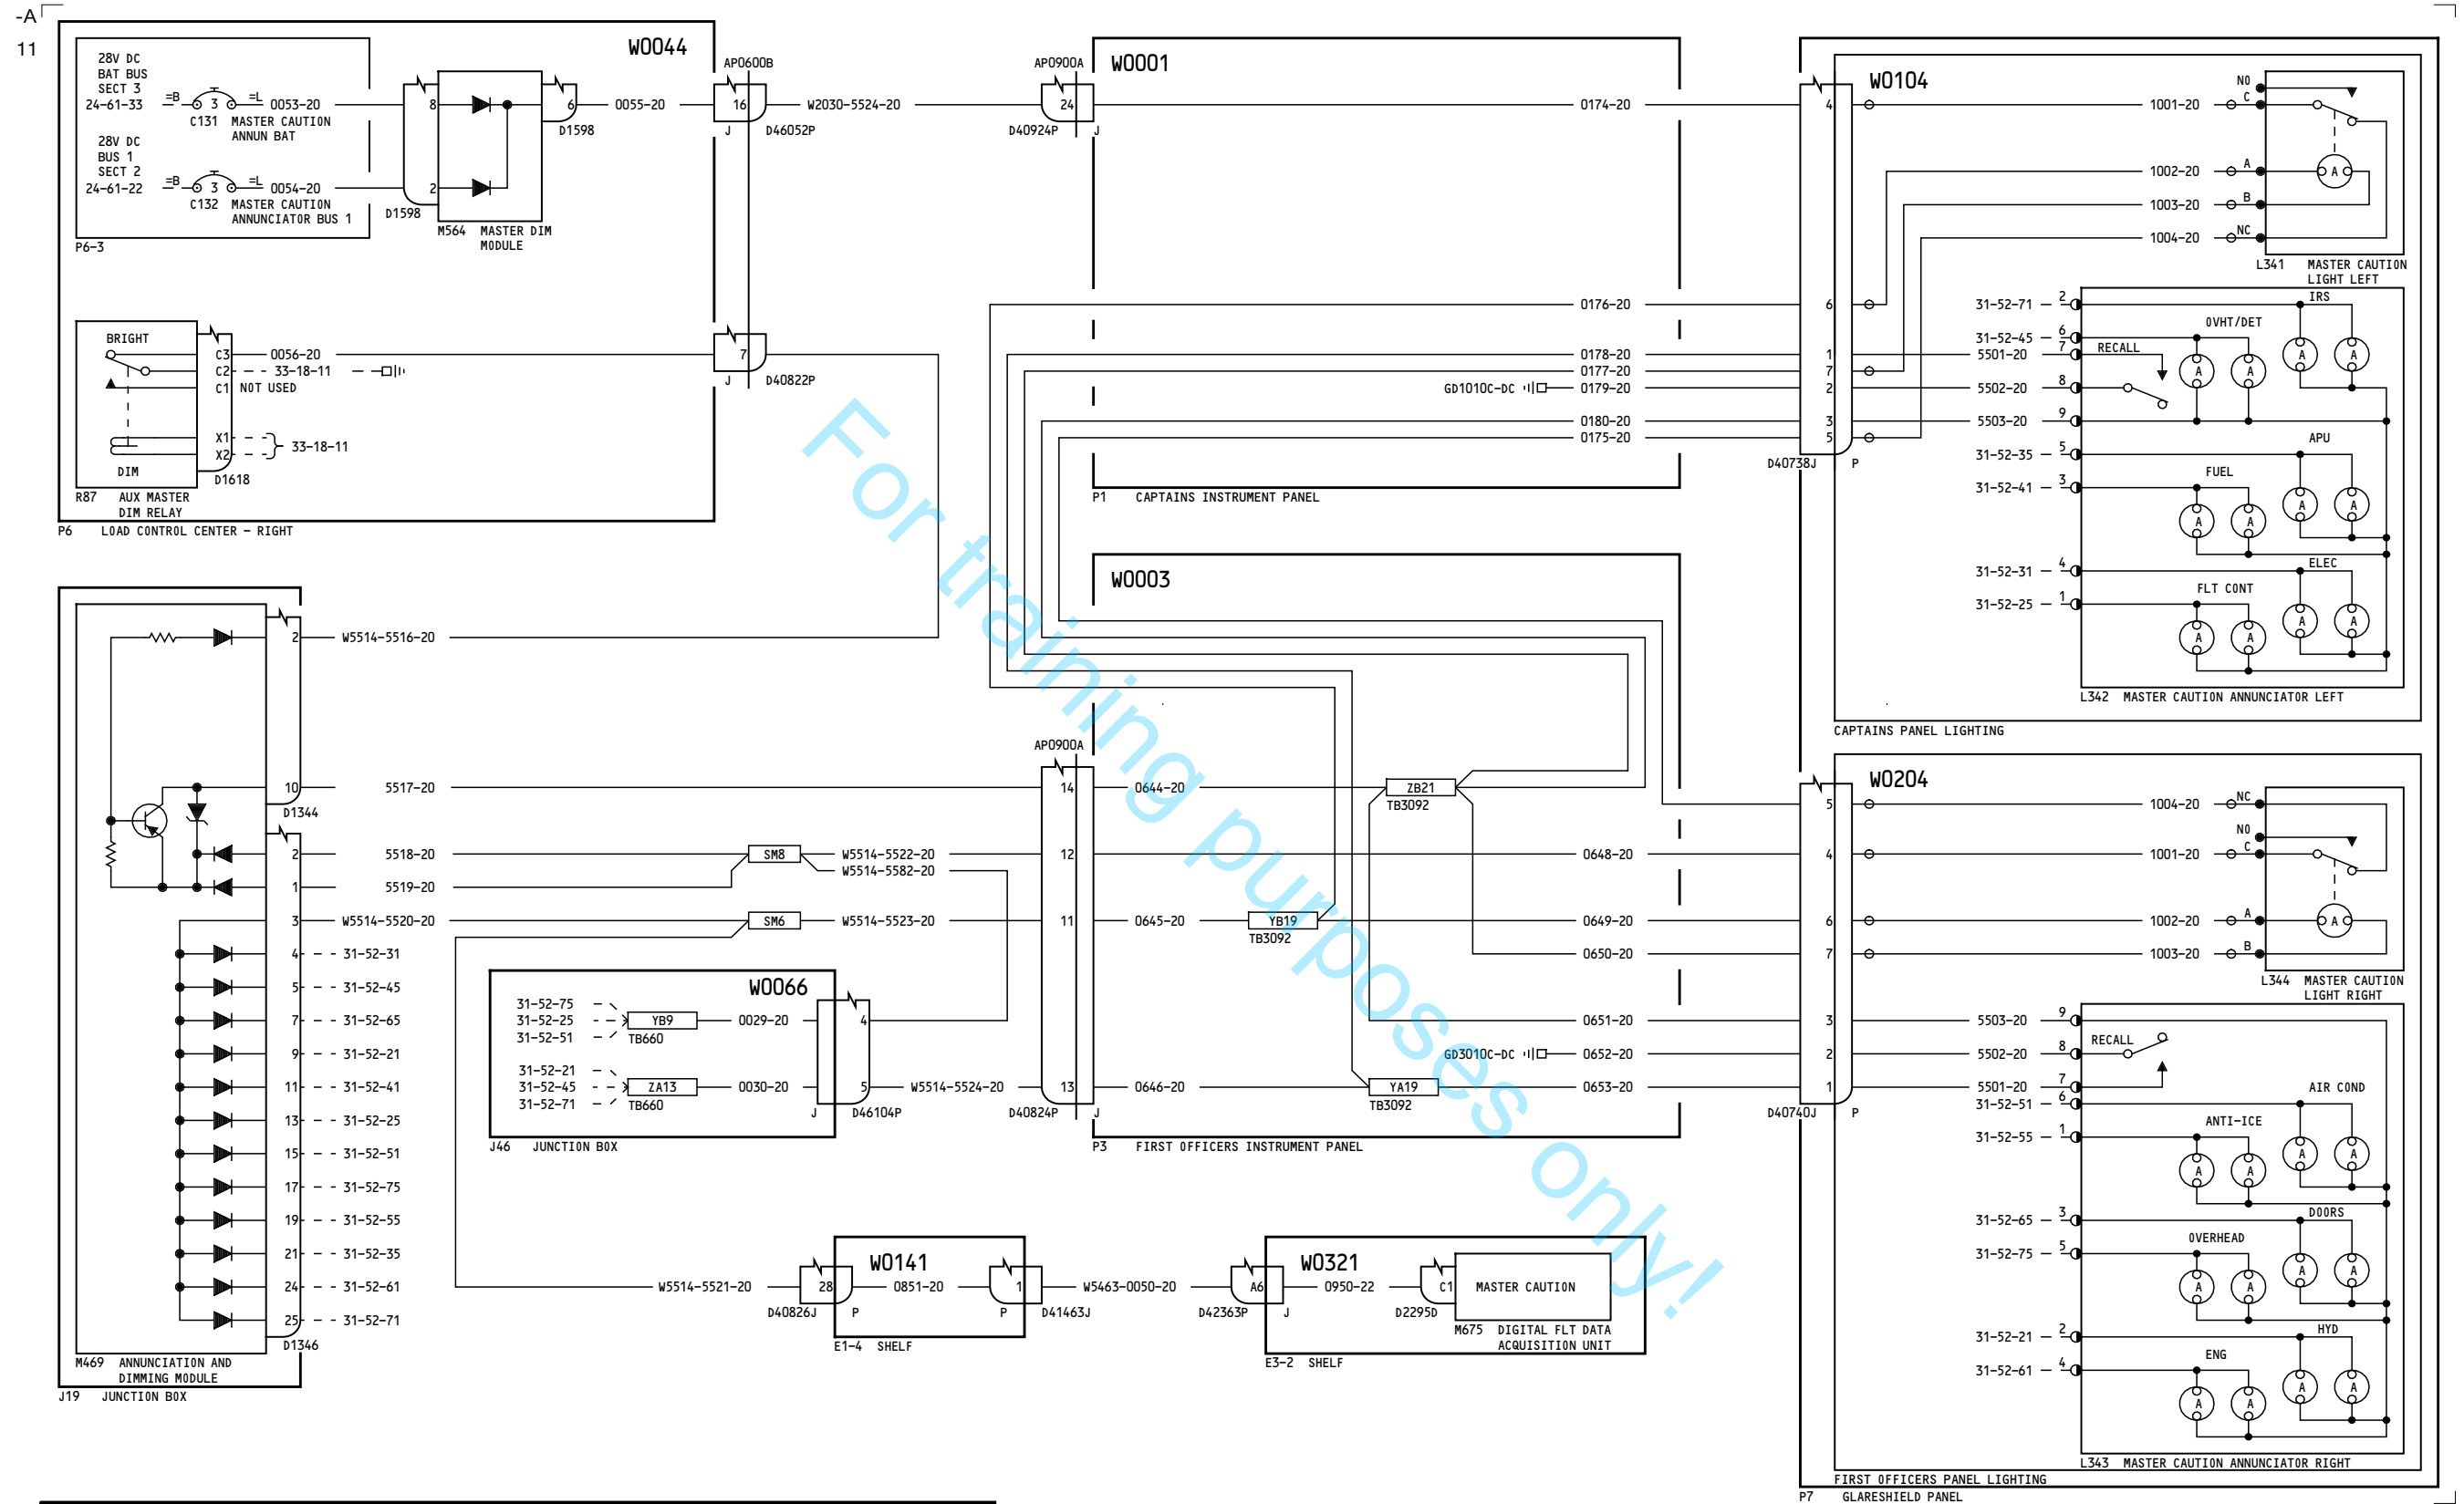 -A
11
W0044
28V DC
BAT BUS
SECT 3
24-61-33
=B
3
=L
0053-20
C131 MASTER CAUTION
ANNUN BAT
28V DC
BUS 1
SECT 2
24-61-22
=B
3
=L
0054-20
C132 MASTER CAUTION
ANNUNCIATOR BUS 1
P6-3
8
2
D1598
M564 MASTER DIM
MODULE
6
D1598
0055-20
AP0600B
16
J
D46052P
W2030-5524-20
BRIGHT
DIM
C3
C2
C1
X1
X2
0056-20
33-18-11
NOT USED
33-18-11
D1618
R87 AUX MASTER
DIM RELAY
7
J
D40822P
P6 LOAD CONTROL CENTER – RIGHT
AP0900A
24
D40924P
J
W0001
0174-20
0176-20
0178-20
0177-20
GD1010C-DC
0179-20
0180-20
0175-20
P1 CAPTAINS INSTRUMENT PANEL
W0104
4
6
1
7
2
3
5
D40738J
P
1001-20
1002-20
1003-20
1004-20
NO
C
A
B
NC
A
L341 MASTER CAUTION
LIGHT LEFT
31-52-71 2
IRS
31-52-45 6
OVHT/DET
5501-20 7
RECALL
5502-20 8
5503-20 9
A A A A
31-52-35 5
APU
31-52-41 3
FUEL
A A A A
31-52-31 4
ELEC
31-52-25 1
FLT CONT
A A A A
L342 MASTER CAUTION ANNUNCIATOR LEFT
CAPTAINS PANEL LIGHTING
2
W5514-5516-20
10
5517-20
D1344
2
5518-20
1
5519-20
3
W5514-5520-20
4 31-52-31
5 31-52-45
7 31-52-65
9 31-52-21
11 31-52-41
13 31-52-25
15 31-52-51
17 31-52-75
19 31-52-55
21 31-52-35
24 31-52-61
25 31-52-71
D1346
M469 ANNUNCIATION AND
DIMMING MODULE
J19 JUNCTION BOX
SM8
W5514-5522-20
W5514-5582-20
SM6
W5514-5523-20
W0066
31-52-75
31-52-25
31-52-51
YB9
TB660
0029-20
4
31-52-21
31-52-45
31-52-71
ZA13
TB660
0030-20
5
J
D46104P
W5514-5524-20
J46 JUNCTION BOX
W0003
AP0900A
14
12
11
13
D40824P
J
0644-20
0645-20
0646-20
ZB21
TB3092
YB19
TB3092
YA19
TB3092
0648-20
0649-20
0650-20
0651-20
GD3010C-DC
0652-20
0653-20
P3 FIRST OFFICERS INSTRUMENT PANEL
W0204
5
4
6
7
3
2
1
D40740J
P
1004-20
1001-20
1002-20
1003-20
NC
NO
C
A
B
A
L344 MASTER CAUTION
LIGHT RIGHT
5503-20 9
RECALL
5502-20 8
5501-20 7
31-52-51 6
AIR COND
31-52-55 1
ANTI-ICE
A A A A
31-52-65 3
DOORS
31-52-75 5
OVERHEAD
A A A A
31-52-21 2
HYD
31-52-61 4
ENG
A A A A
L343 MASTER CAUTION ANNUNCIATOR RIGHT
FIRST OFFICERS PANEL LIGHTING
P7 GLARESHIELD PANEL
W5514-5521-20
28
D40826J
P
W0141
0851-20
1
P
D41463J
E1-4 SHELF
W5463-0050-20
A6
D42363P
J
W0321
0950-22
C1
D2295D
MASTER CAUTION
M675 DIGITAL FLT DATA
ACQUISITION UNIT
E3-2 SHELF
For training purposes only!